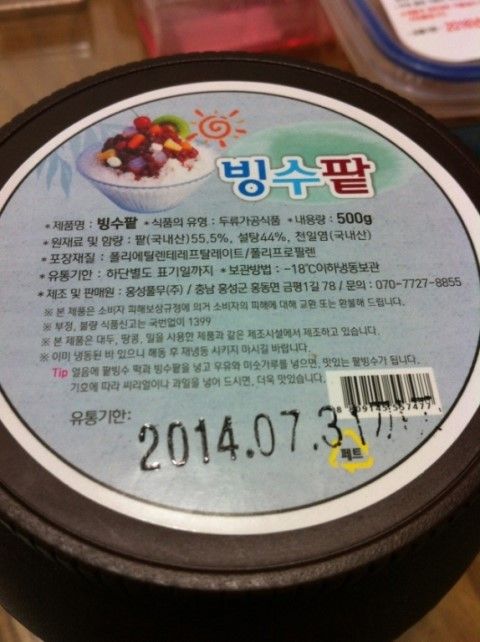 빙수팥
*제품명 : 빙수팥 *식품의 유형 : 두류가공식품 *내용량 : 500g
*원재료 및 함량 : 팥(국내산)55.5%, 설탕44%, 천일염(국내산)
*포장재질 : 폴리에틸렌테레프탈레이트/폴리프로필렌
*유통기한 : 하단별도 표기일까지 *보관방법 : -18℃이하냉동보관
*제조 및 판매원 : 홍성풀무(주) / 충남 홍성군 홍동면 금평1길 78 / 문의 : 070-7727-8855
※ 본 제품은 소비자 피해보상규정에 의거 소비자의 피해에 대해 교환 또는 환불해 드립니다.
※ 부정, 불량 식품신고는 국번없이 1399
※ 본 제품은 대두, 땅콩, 밀을 사용한 제품과 같은 제조시설에서 제조하고 있습니다.
※ 이미 냉동된 바 있으니 해동 후 재냉동 시키지 마시길 바랍니다.
Tip 얼음에 팥빙수 떡과 빙수팥을 넣고 우유와 미숫가루를 넣으면, 맛있는 팥빙수가 됩니다.
기호에 따라 씨리얼이나 과일을 넣어 드시면, 더욱 맛있습니다.
유통기한:
2014.07.31
페트